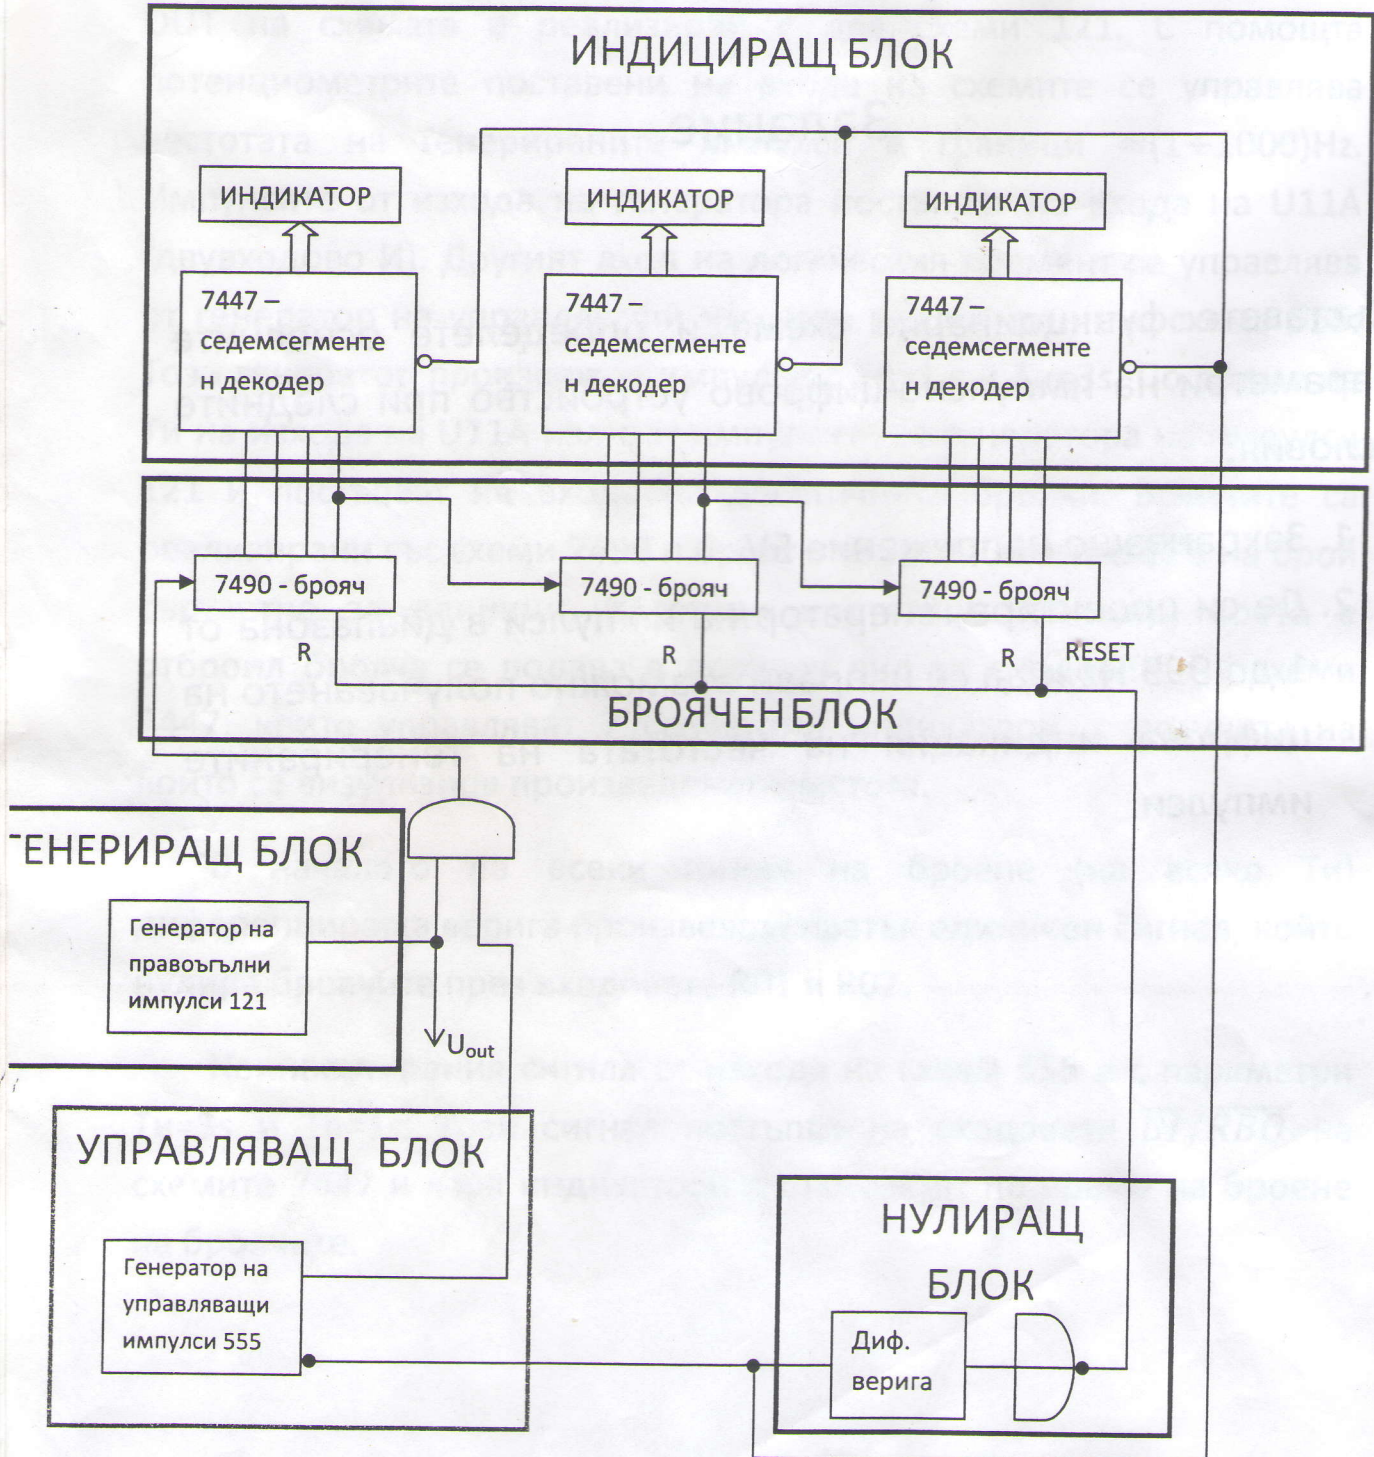 ИНДИЦИРАЩ БЛОК
ИНДИКАТОР
ИНДИКАТОР
ИНДИКАТОР
7447 –
седемсегменте
н декодер
7447 –
седемсегменте
н декодер
7447 –
седемсегменте
н декодер
7490 - брояч
7490 - брояч
7490 - брояч
R
R
R
RESET
БРОЯЧЕН БЛОК
ГЕНЕРИРАЩ БЛОК
Генератор на
правоъгълни
импулси 121
Uout
УПРАВЛЯВАЩ БЛОК
Генератор на
управляващи
импулси 555
НУЛИРАЩ
БЛОК
Диф.
верига